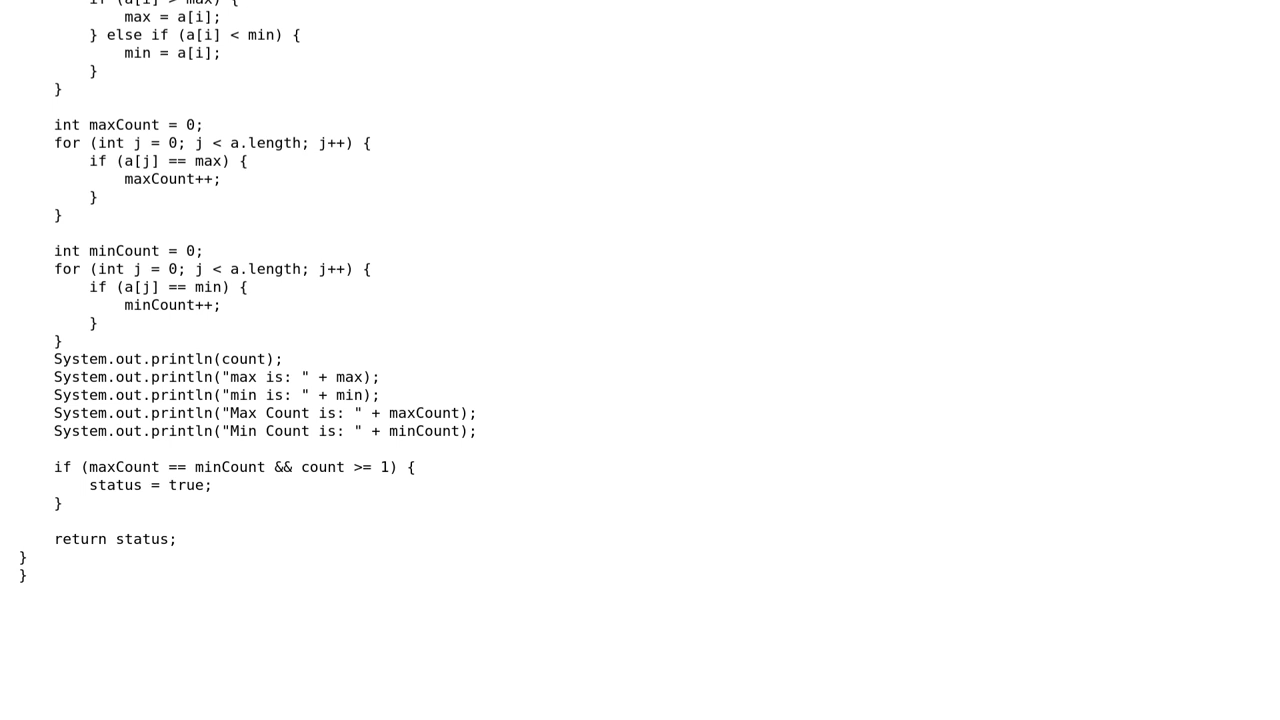 if (a[i] > max) {
max = a[i];
} else if (a[i] < min) {
min = a[i];
}
}
int maxCount = 0;
for (int j = 0; j < a.length; j++) {
if (a[j] == max) {
maxCount++;
}
}
int minCount = 0;
for (int j = 0; j < a.length; j++) {
if (a[j] == min) {
minCount++;
}
}
System.out.println(count);
System.out.println("max is: " + max);
System.out.println("min is: " + min);
System.out.println("Max Count is: " + maxCount);
System.out.println("Min Count is: " + minCount);
if (maxCount == minCount && count >= 1) {
status = true;
}
return status;
}
}